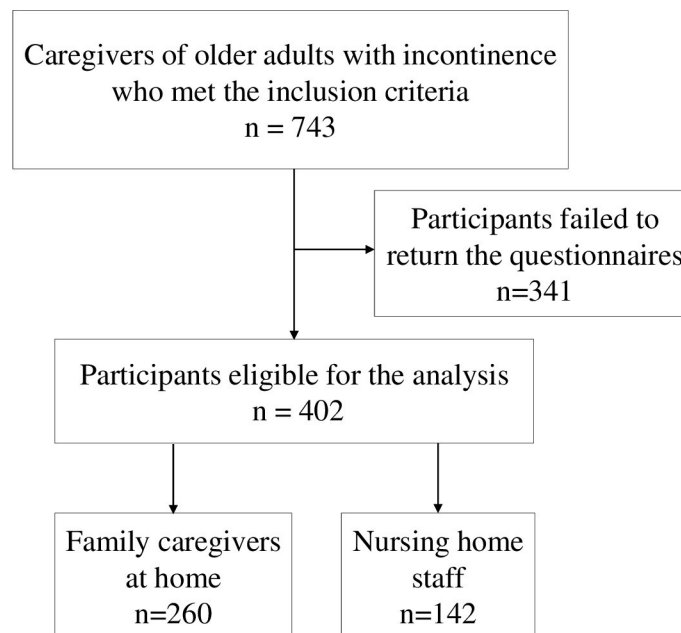 Caregivers of older adults with incontinence
who met the inclusion criteria
n = 743
Participants failed to
return the questionnaires
n=341
Participants eligible for the analysis
n = 402
Family caregivers
at home
n=260
Nursing home
staff
n=142